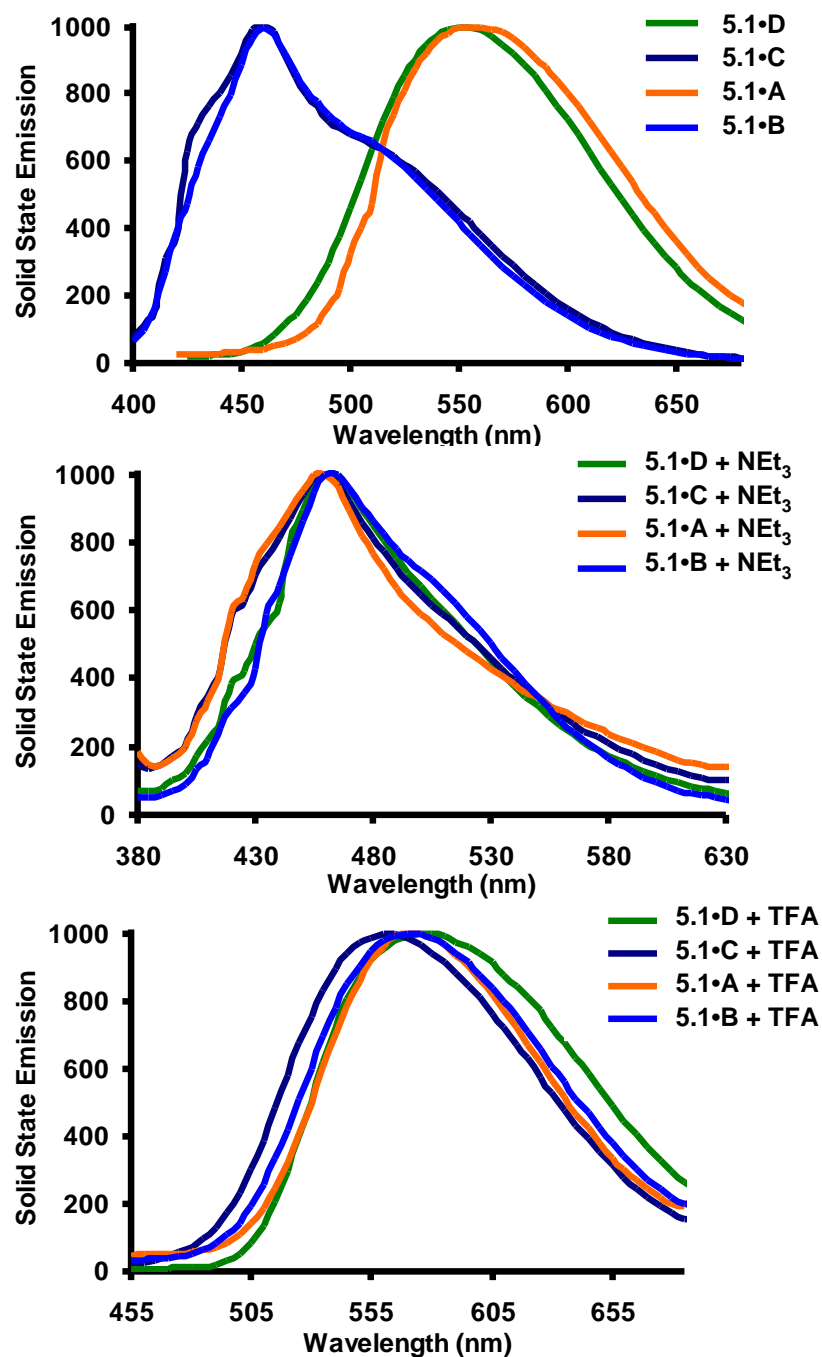 1000
800
600
400
200
0
Solid State Emission
400 450 500 550 600 650
Wavelength (nm)
5.1•D
5.1•C
5.1•A
5.1•B
1000
800
600
400
200
0
Solid State Emission
380 430 480 530 580 630
Wavelength (nm)
5.1•D + NEt3
5.1•C + NEt3
5.1•A + NEt3
5.1•B + NEt3
1000
800
600
400
200
0
Solid State Emission
455 505 555 605 655
Wavelength (nm)
5.1•D + TFA
5.1•C + TFA
5.1•A + TFA
5.1•B + TFA